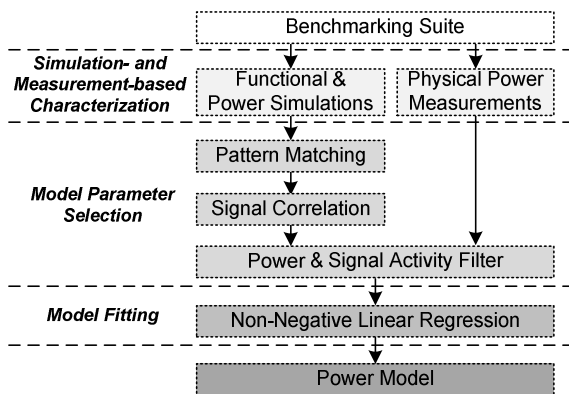 Benchmarking Suite
Simulation- and
Measurement-based
Characterization
Functional &
Power Simulations
Physical Power
Measurements
Pattern Matching
Model Parameter
Selection
Signal Correlation
Power & Signal Activity Filter
Model Fitting
Non-Negative Linear Regression
Power Model